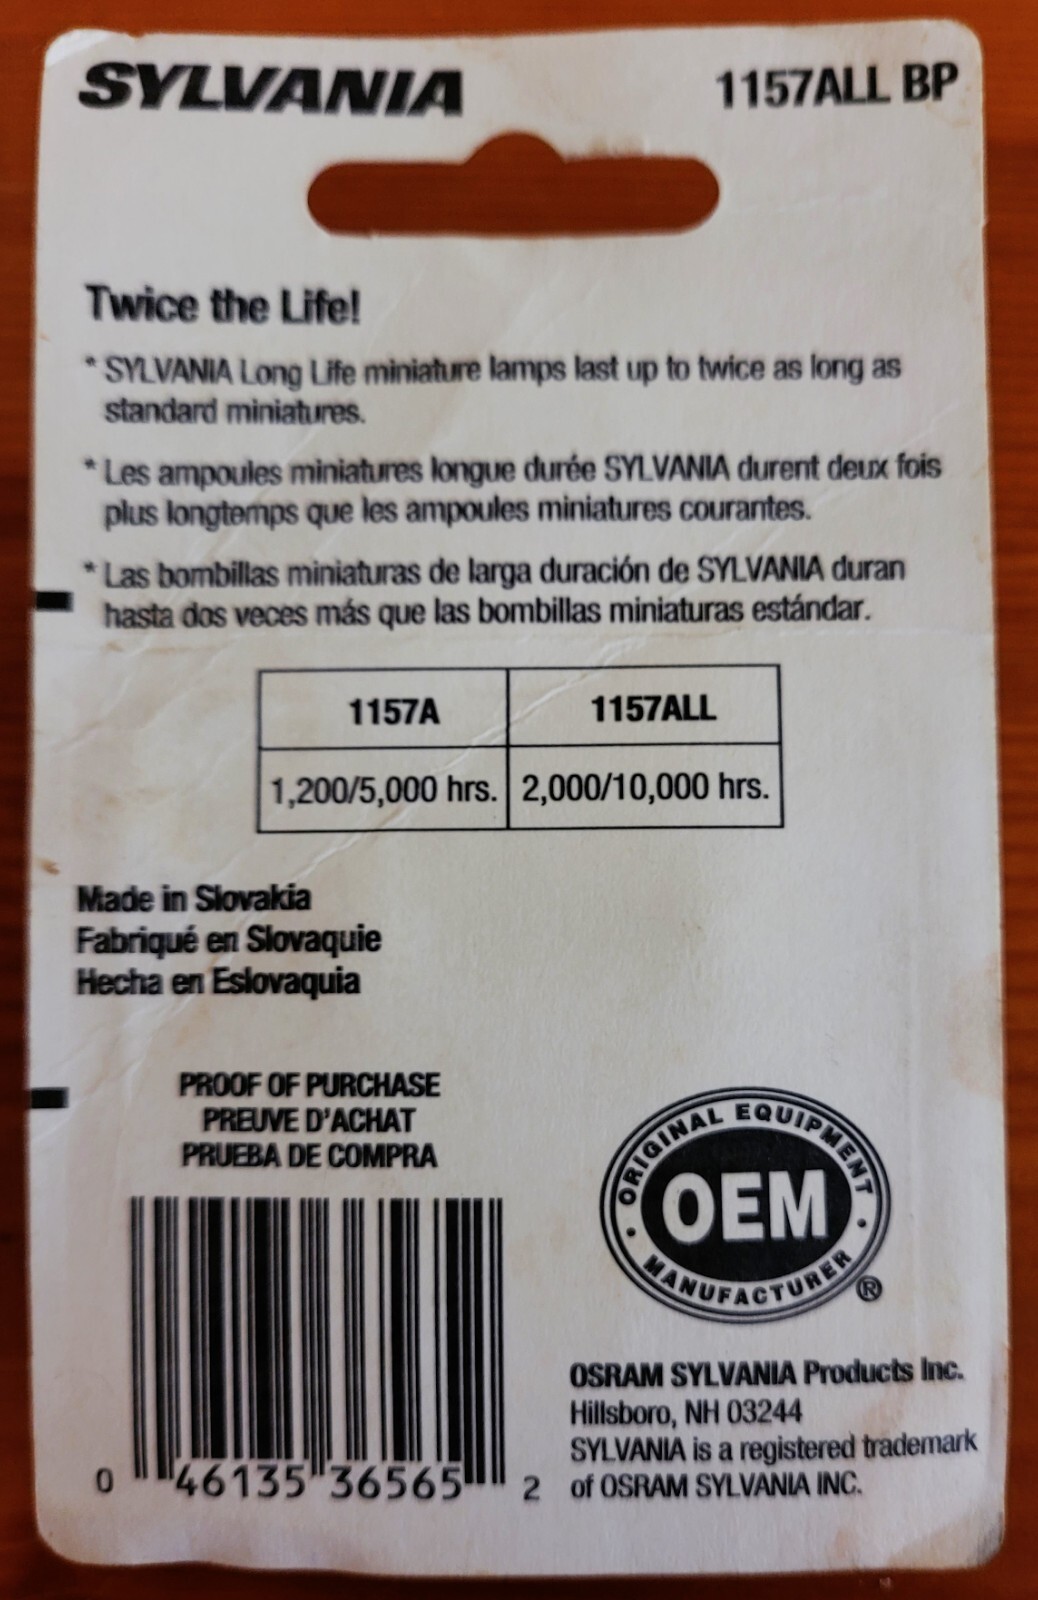 SYLVANIA 1157ALL BP
Twice the Life!
* SYLVANIA Long Life miniature lamps last up to twice as long as
standard miniatures.
* Les ampoules miniatures longue durée SYLVANIA durent deux fois
plus longtemps que les ampoules miniatures courantes.
* Las bombillas miniaturas de larga duración de SYLVANIA duran
hasta dos veces más que las bombillas miniaturas estándar.
1157A 1157ALL
1,200/5,000 hrs. 2,000/10,000 hrs.
Made in Slovakia
Fabriqué en Slovaquie
Hecha en Eslovaquia
PROOF OF PURCHASE
PREUVE D'ACHAT
PRUEBA DE COMPRA
0 46135 36565 2
ORIGINAL EQUIPMENT
OEM
MANUFACTURER
®
OSRAM SYLVANIA Products Inc.
Hillsboro, NH 03244
SYLVANIA is a registered trademark
of OSRAM SYLVANIA INC.